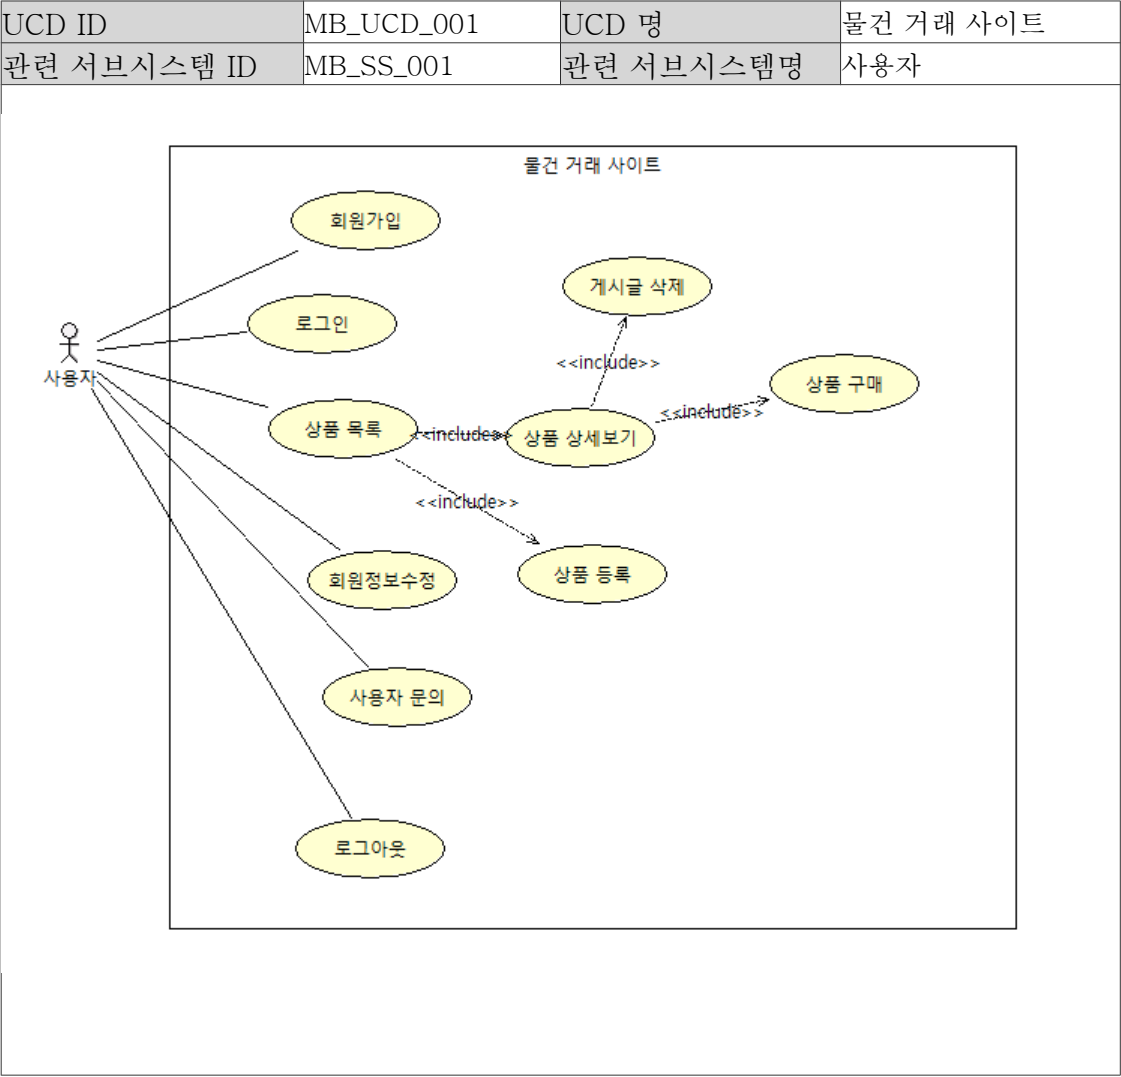 UCD ID MB_UCD_001 UCD 명 물건 거래 사이트
관련 서브시스템 ID MB_SS_001 관련 서브시스템명 사용자
물건 거래 사이트
회원가입
게시글 삭제
로그인
사용자
<<include>>
상품 구매
<<include>>
상품 목록
<<include>>
상품 상세보기
<<include>>
상품 등록
회원정보수정
사용자 문의
로그아웃